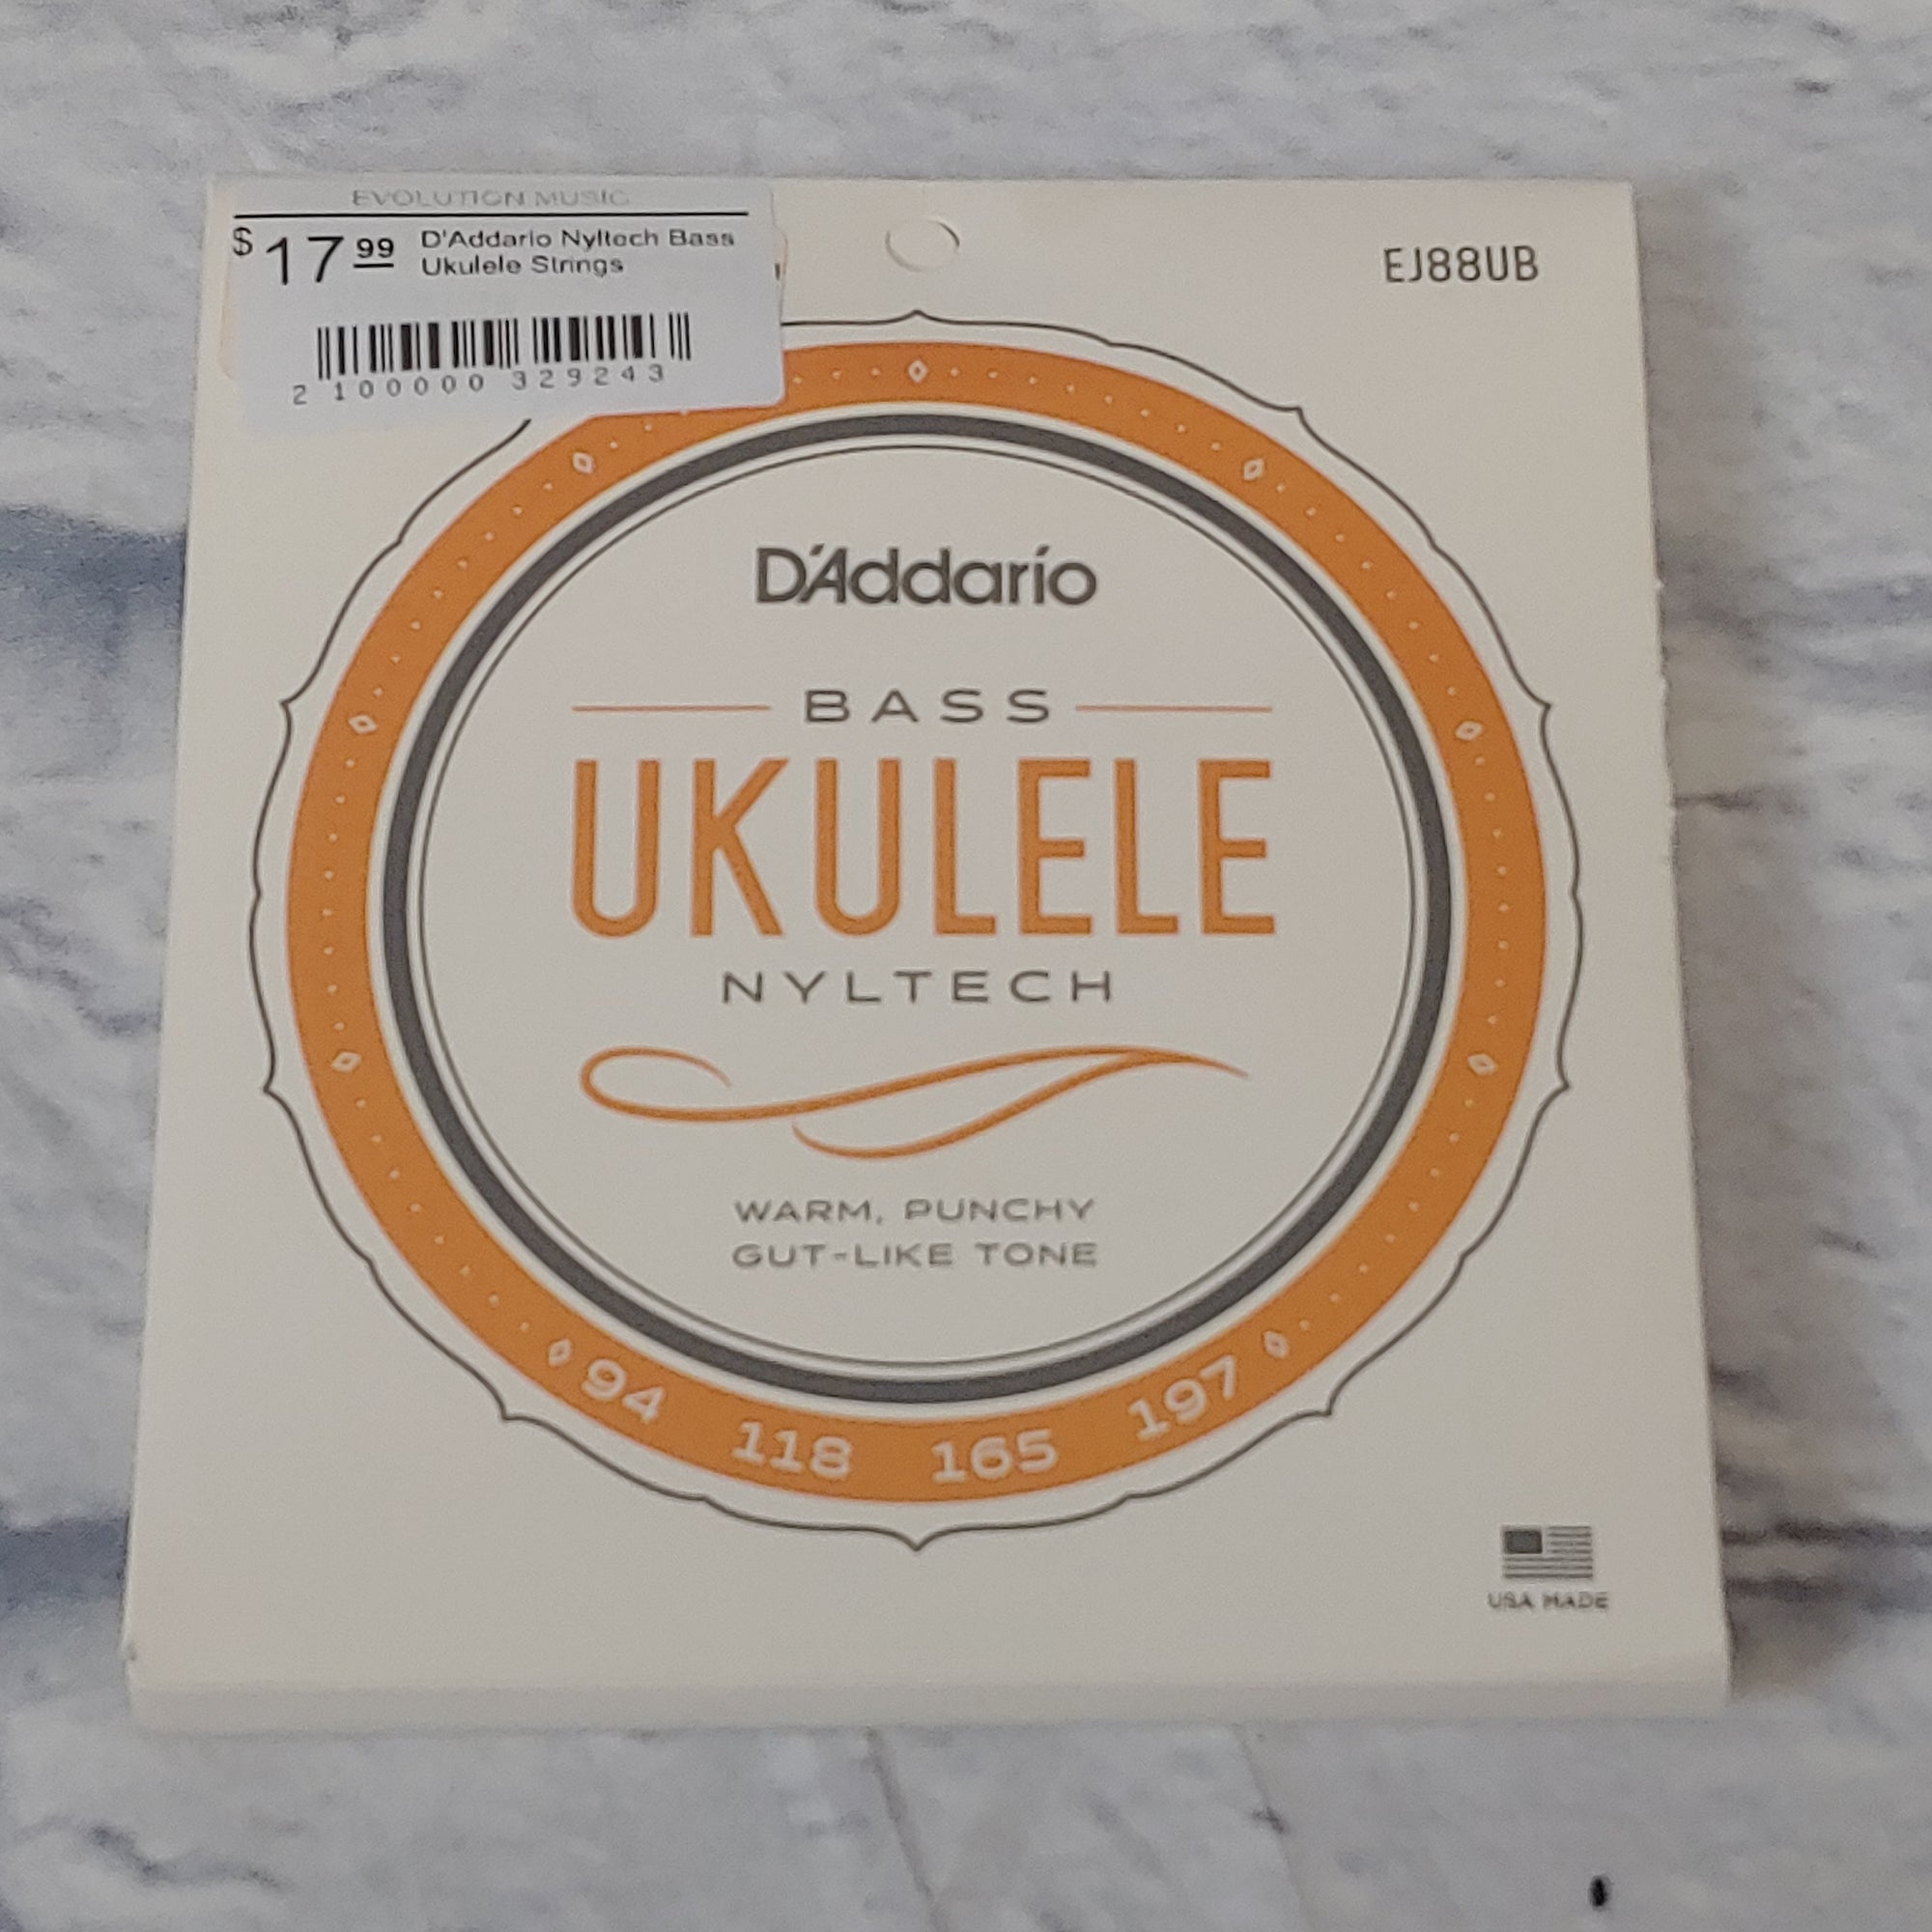 EVOLUTION MUSIC
$17.99
D'Addario Nyltech Bass
Ukulele Strings
2 100000 329243
EJ88UB
D'Addario
BASS
UKULELE
NYLTECH
WARM, PUNCHY
GUT-LIKE TONE
94 118 165 197
USA MADE